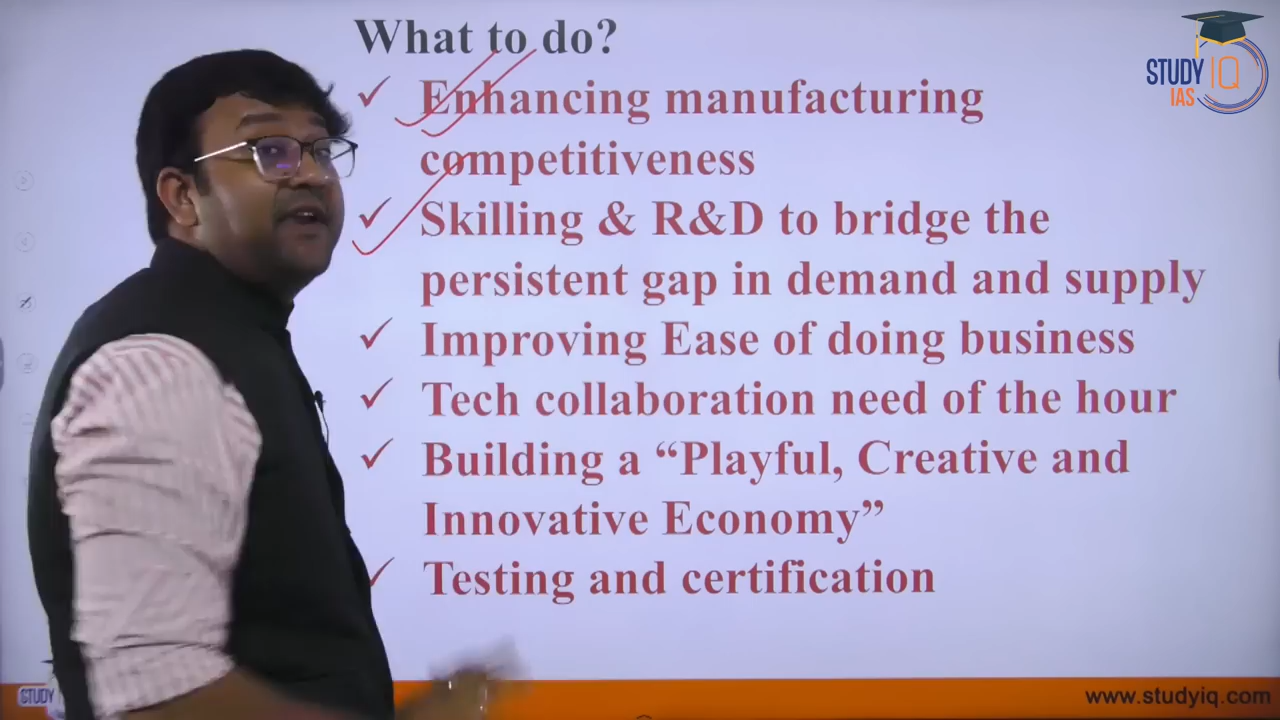 What to do?
✓ Enhancing manufacturing
competitiveness
✓ Skilling & R&D to bridge the
persistent gap in demand and supply
✓ Improving Ease of doing business
✓ Tech collaboration need of the hour
✓ Building a “Playful, Creative and
Innovative Economy”
✓ Testing and certification
STUDY IQ
IAS
STUDY
www.studyiq.com